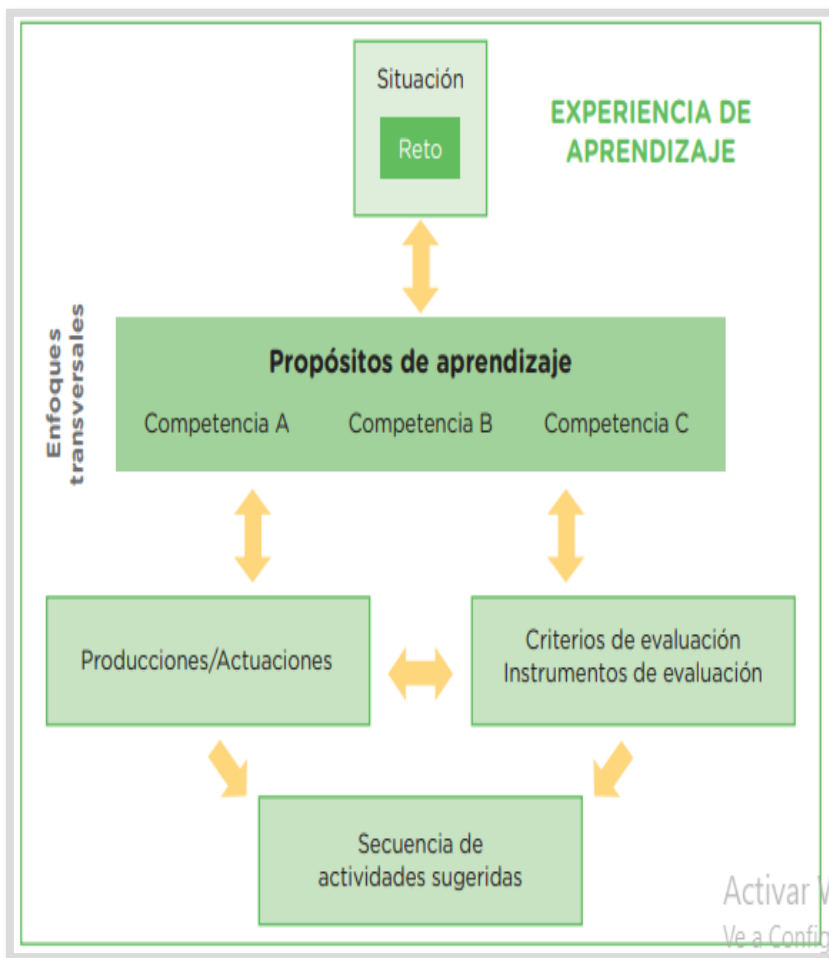 Situación
Reto
EXPERIENCIA DE
APRENDIZAJE
Enfoques
transversales
Propósitos de aprendizaje
Competencia A Competencia B Competencia C
Producciones/Actuaciones
Criterios de evaluación
Instrumentos de evaluación
Secuencia de
actividades sugeridas
Activar
Ve a